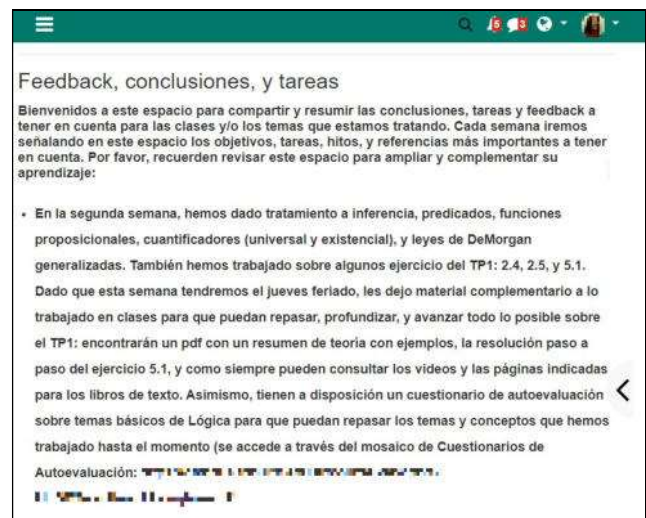 5 3
Feedback, conclusiones, y tareas
Bienvenidos a este espacio para compartir y resumir las conclusiones, tareas y feedback a
tener en cuenta para las clases y/o los temas que estamos tratando. Cada semana iremos
señalando en este espacio los objetivos, tareas, hitos, y referencias más importantes a tener
en cuenta. Por favor, recuerden revisar este espacio para ampliar y complementar su
aprendizaje:
• En la segunda semana, hemos dado tratamiento a inferencia, predicados, funciones
proposicionales, cuantificadores (universal y existencial), y leyes de DeMorgan
generalizadas. También hemos trabajado sobre algunos ejercicio del TP1: 2.4, 2.5, y 5.1.
Dado que esta semana tendremos el jueves feriado, les dejo material complementario a lo
trabajado en clases para que puedan repasar, profundizar, y avanzar todo lo posible sobre
el TP1: encontrarán un pdf con un resumen de teoría con ejemplos, la resolución paso a
paso del ejercicio 5.1, y como siempre pueden consultar los videos y las páginas indicadas
para los libros de texto. Asimismo, tienen a disposición un cuestionario de autoevaluación
sobre temas básicos de Lógica para que puedan repasar los temas y conceptos que hemos
trabajado hasta el momento (se accede a través del mosaico de Cuestionarios de
Autoevaluación: